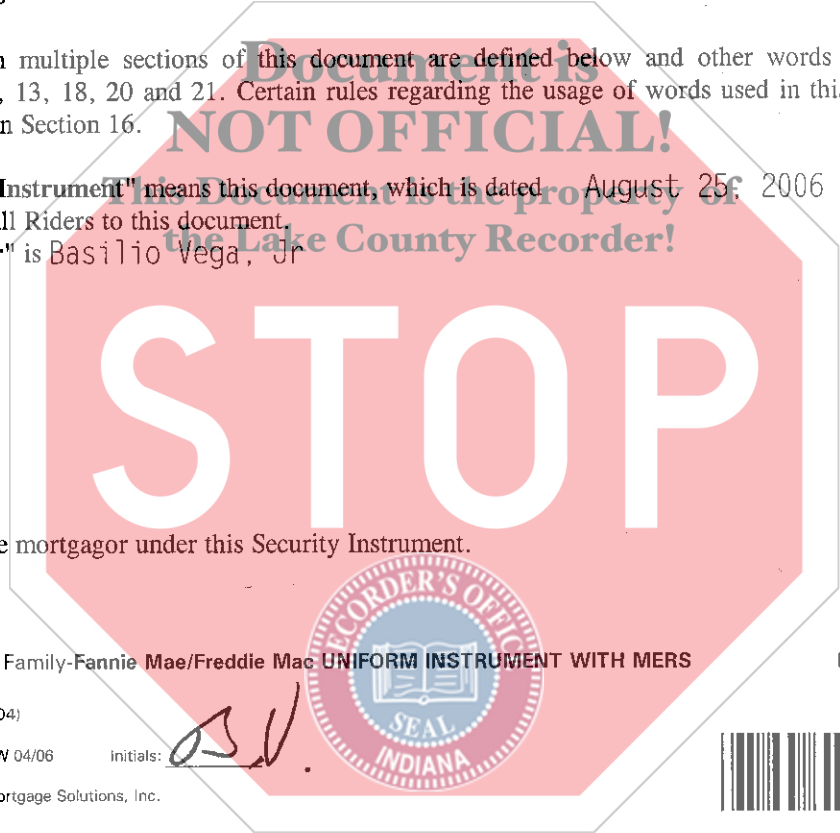 multiple sections of this document are defined below and other words
, 13, 18, 20 and 21. Certain rules regarding the usage of words used in this
n Section 16.
Document is
NOT OFFICIAL!
This Document is the property of
the Lake County Recorder!
Instrument" means this document, which is dated August 25, 2006
ll Riders to this document.
" is Basilio Vega, Jr
STOP
e mortgagor under this Security Instrument.
RECORDER'S OFFICE
SEAL
INDIANA
Family-Fannie Mae/Freddie Mac UNIFORM INSTRUMENT WITH MERS
04)
W 04/06 Initials: BV.
ortgage Solutions, Inc.